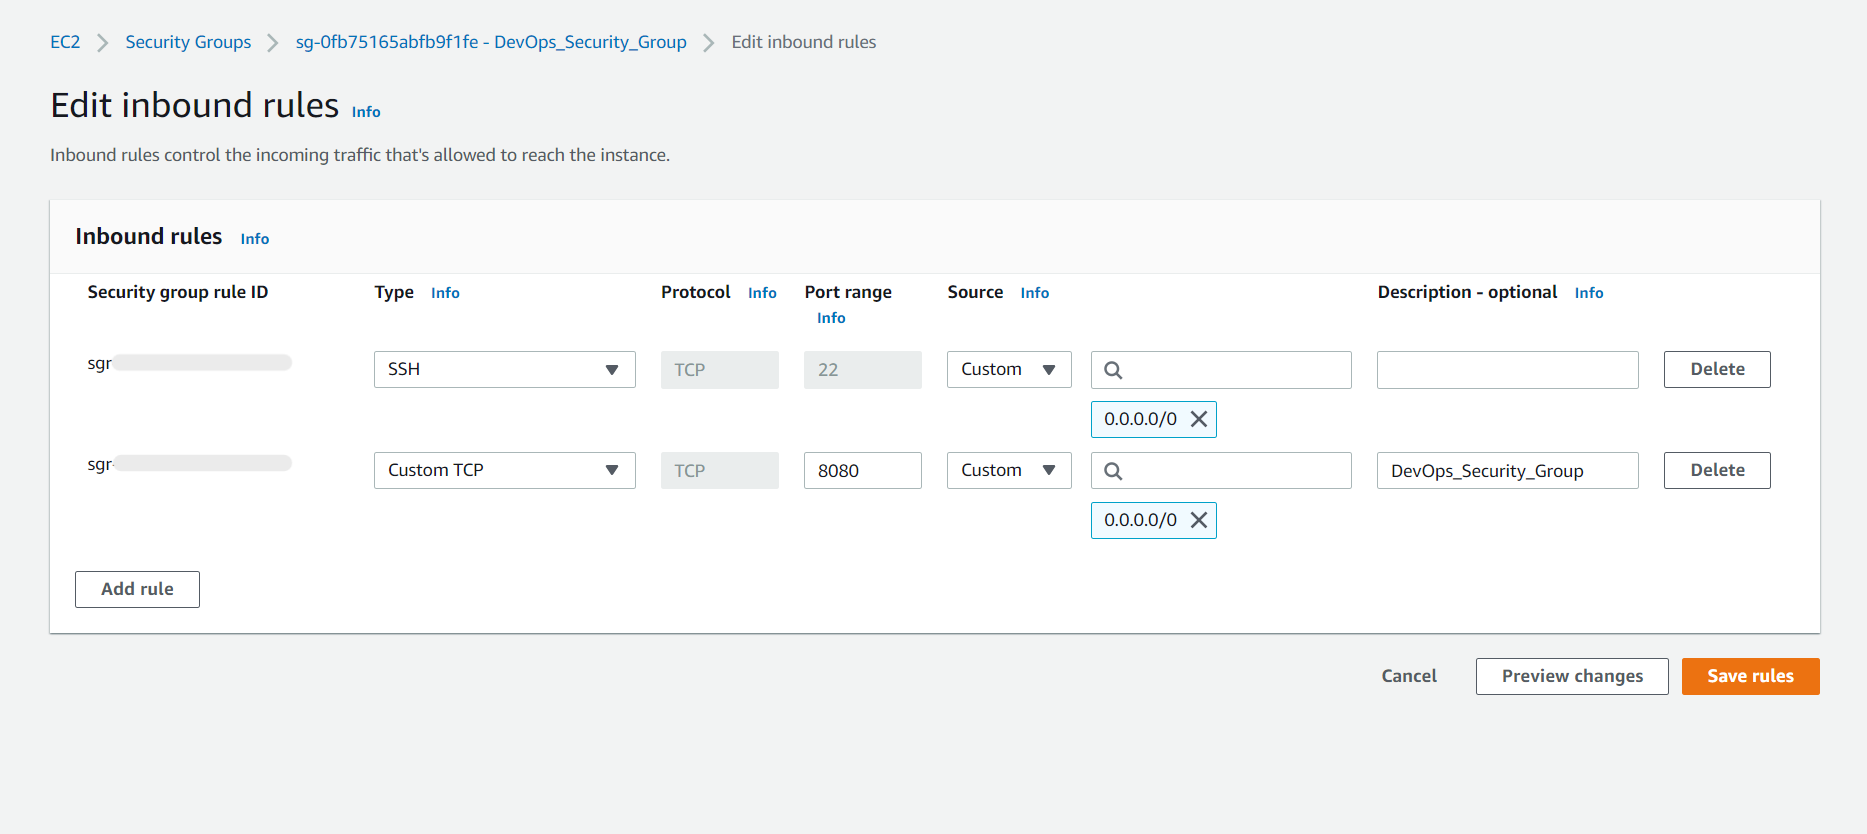 EC2 > Security Groups > sg-0fb75165abfb9f1fe - DevOps_Security_Group > Edit inbound rules
Edit inbound rules Info
Inbound rules control the incoming traffic that's allowed to reach the instance.
Inbound rules Info
Security group rule ID Type Info Protocol Info Port range Info Source Info Description - optional Info
sgr SSH TCP 22 Custom Delete
0.0.0.0/0
sgr- Custom TCP TCP 8080 Custom DevOps_Security_Group Delete
0.0.0.0/0
Add rule
Cancel Preview changes Save rules